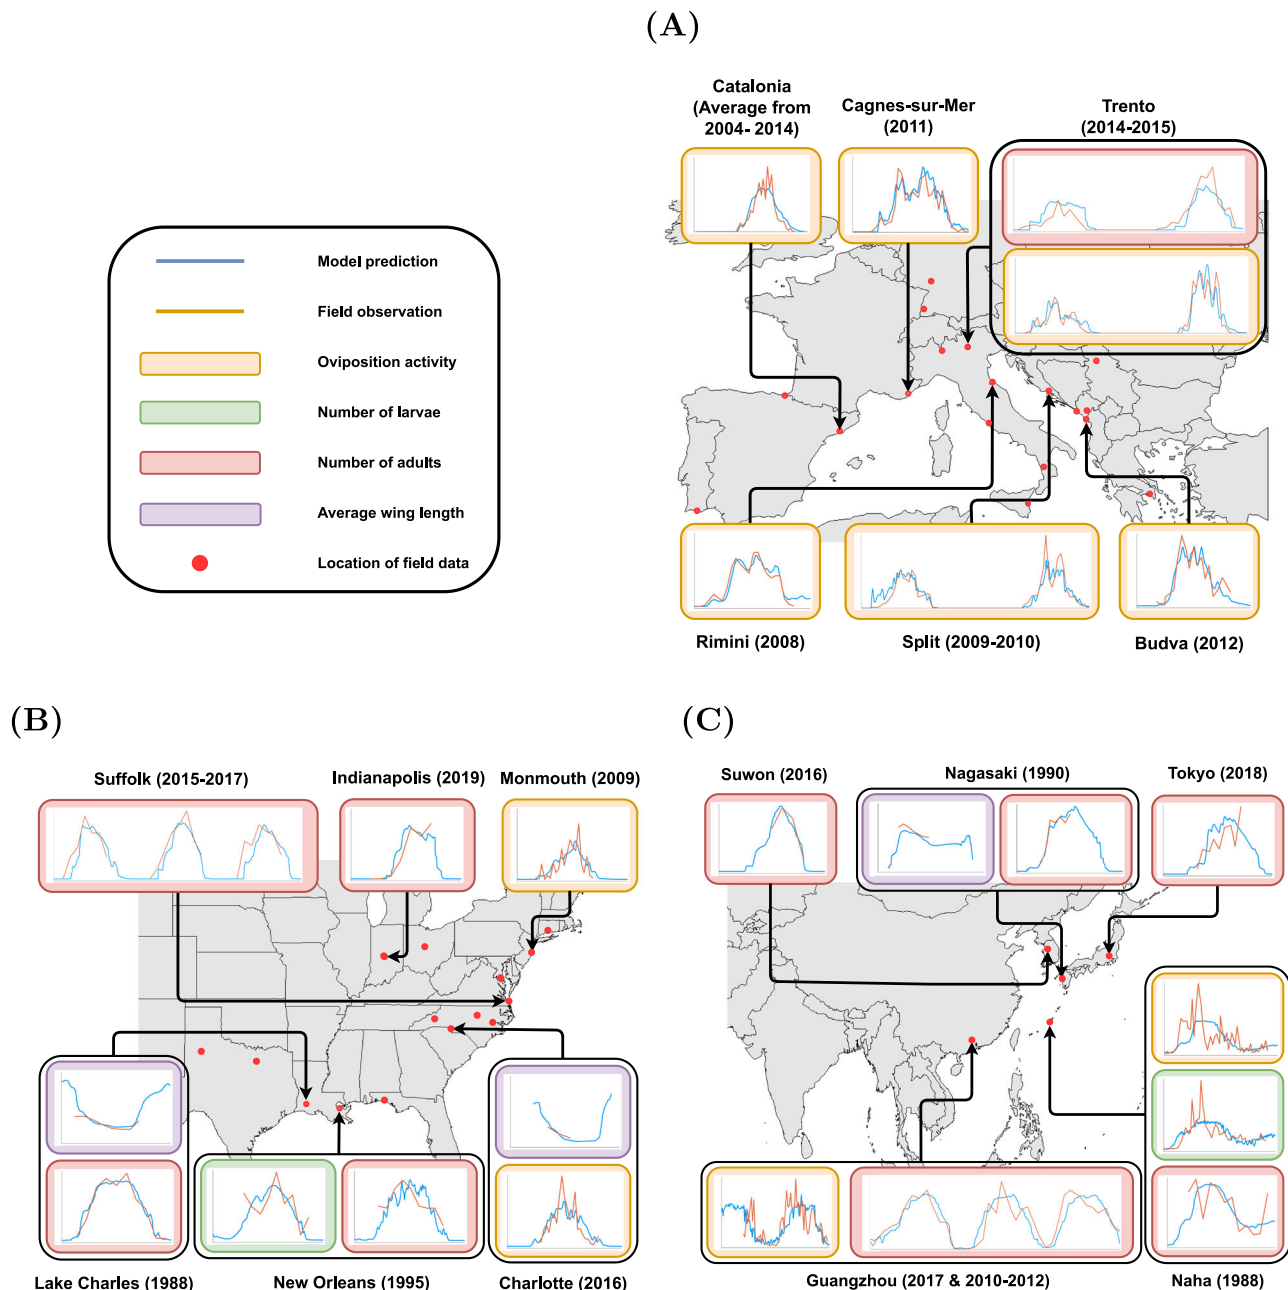 (A)
Catalonia
(Average from
2004- 2014)
Cagnes-sur-Mer
(2011)
Trento
(2014-2015)
Model prediction
Field observation
Oviposition activity
Number of larvae
Number of adults
Average wing length
Location of field data
Rimini (2008)
Split (2009-2010)
Budva (2012)
(B)
Suffolk (2015-2017)
Indianapolis (2019)
Monmouth (2009)
Lake Charles (1988)
New Orleans (1995)
Charlotte (2016)
(C)
Suwon (2016)
Nagasaki (1990)
Tokyo (2018)
Guangzhou (2017 & 2010-2012)
Naha (1988)